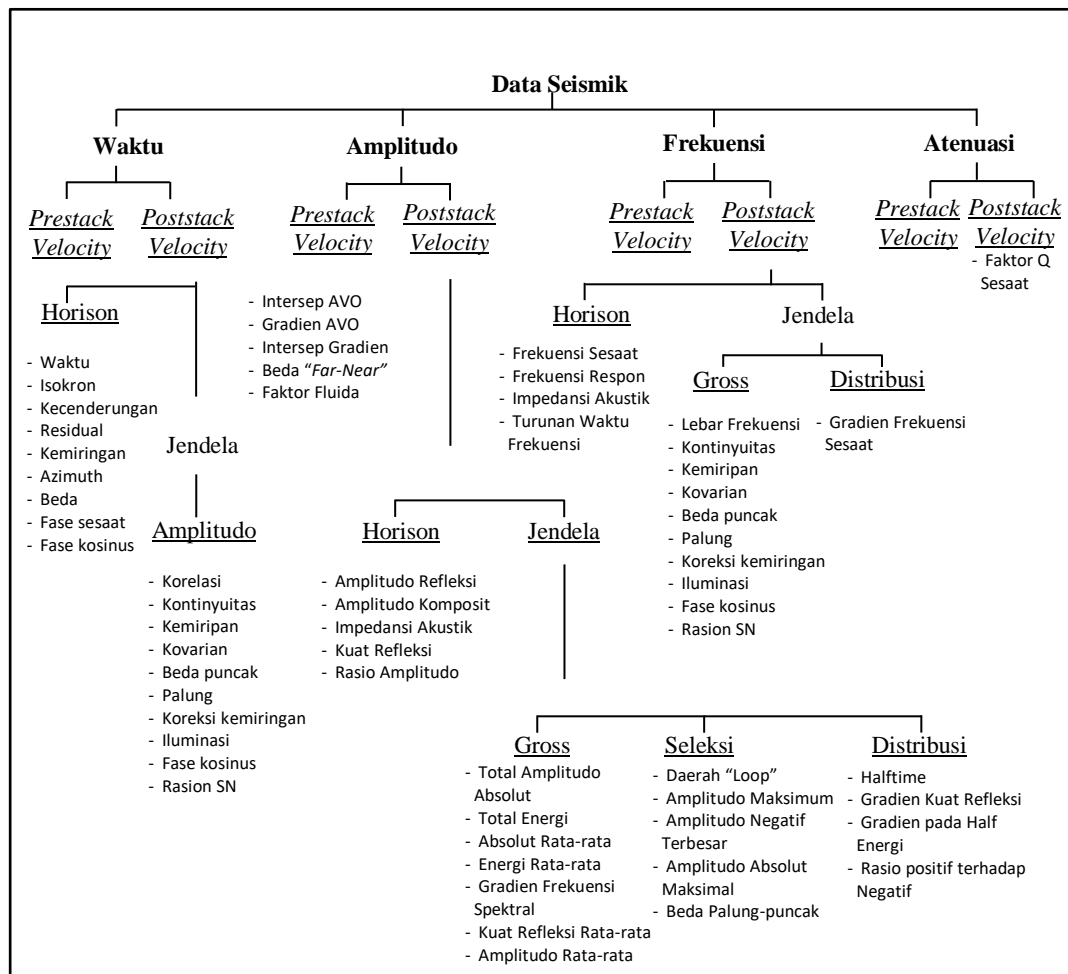 Data Seismik
Waktu
Amplitudo
Frekuensi
Atenuasi
Prestack
Velocity
Poststack
Velocity
Prestack
Velocity
Poststack
Velocity
Prestack
Velocity
Poststack
Velocity
Prestack
Velocity
Poststack
Velocity
- Faktor Q
Sesaat
Horison
- Waktu
- Isokron
- Kecenderungan
- Residual
- Kemiringan
- Azimuth
- Beda
- Fase sesaat
- Fase kosinus
Jendela
Amplitudo
- Korelasi
- Kontinyuitas
- Kemiripan
- Kovarian
- Beda puncak
- Palung
- Koreksi kemiringan
- Iluminasi
- Fase kosinus
- Rasion SN
- Intersep AVO
- Gradien AVO
- Intersep Gradien
- Beda “Far-Near”
- Faktor Fluida
Horison
- Amplitudo Refleksi
- Amplitudo Komposit
- Impedansi Akustik
- Kuat Refleksi
- Rasio Amplitudo
Jendela
Gross
- Total Amplitudo
Absolut
- Total Energi
- Absolut Rata-rata
- Energi Rata-rata
- Gradien Frekuensi
Spektral
- Kuat Refleksi Rata-rata
- Amplitudo Rata-rata
Seleksi
- Daerah “Loop”
- Amplitudo Maksimum
- Amplitudo Negatif
Terbesar
- Amplitudo Absolut
Maksimal
- Beda Palung-puncak
Distribusi
- Halftime
- Gradien Kuat Refleksi
- Gradien pada Half
Energi
- Rasio positif terhadap
Negatif
Horison
- Frekuensi Sesaat
- Frekuensi Respon
- Impedansi Akustik
- Turunan Waktu
Frekuensi
Jendela
Gross
- Lebar Frekuensi
- Kontinyuitas
- Kemiripan
- Kovarian
- Beda puncak
- Palung
- Koreksi kemiringan
- Iluminasi
- Fase kosinus
- Rasion SN
Distribusi
- Gradien Frekuensi
Sesaat